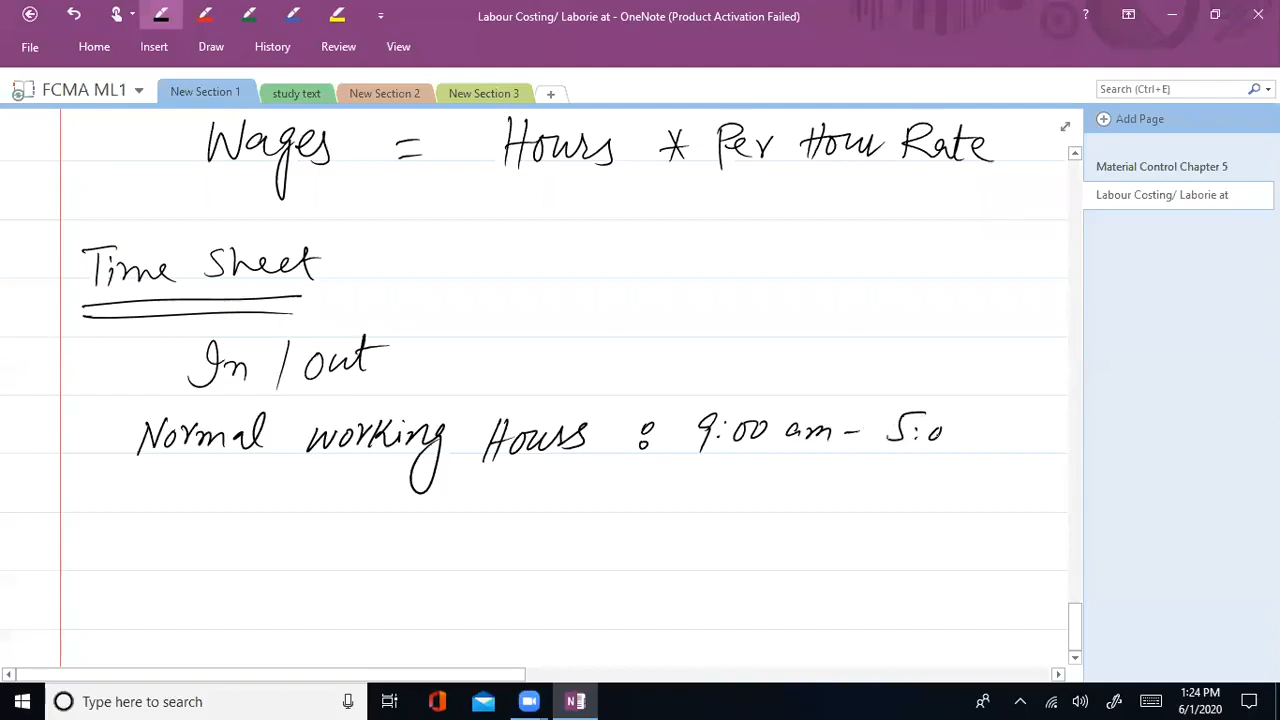 Labour Costing/ Laborie at - OneNote (Product Activation Failed)
?
File Home Insert Draw History Review View
FCMA ML1 New Section 1 study text New Section 2 New Section 3 +
Search (Ctrl+E)
Add Page
Material Control Chapter 5
Labour Costing/ Laborie at
Wages = Hours * Per Hour Rate
Time Sheet
In / Out
Normal working Hours : 9:00 am - 5:0
Type here to search
1:24 PM
6/1/2020